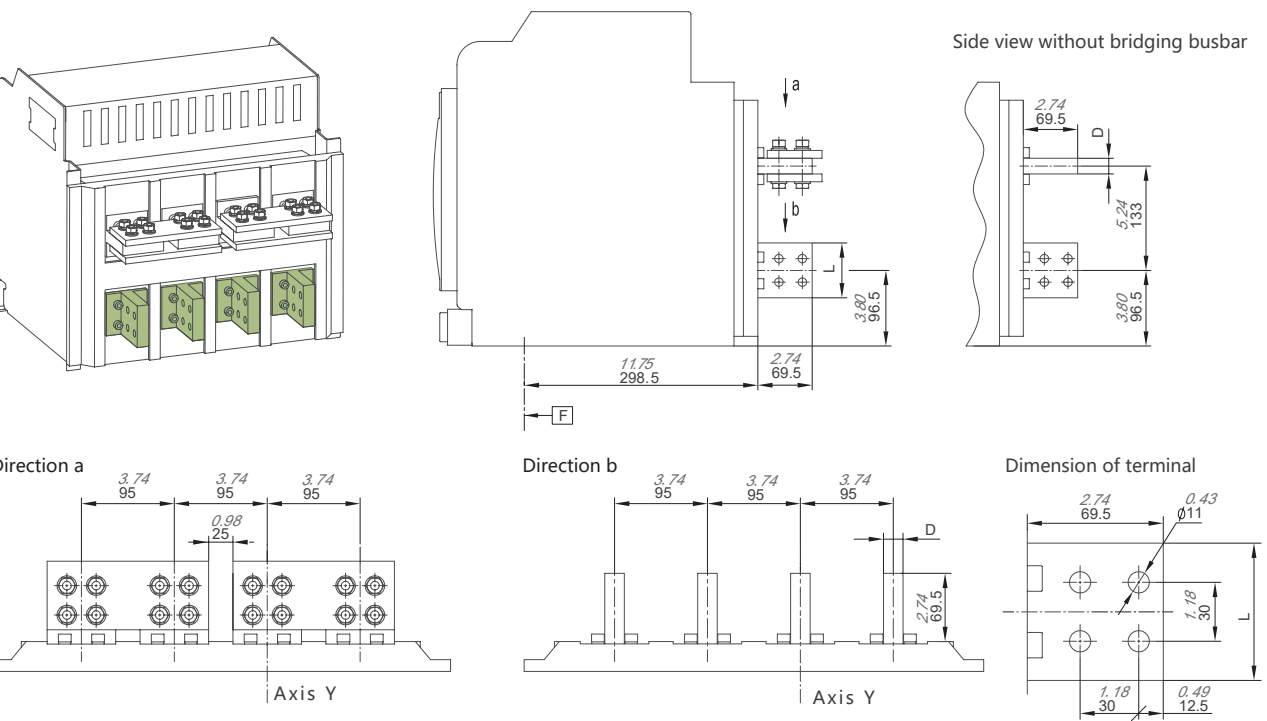 Side view without bridging busbar
a
b
L
3.80
96.5
11.75
298.5
2.74
69.5
F
2.74
69.5
D
5.24
133
3.80
96.5
Direction a
3.74
95
3.74
95
3.74
95
0.98
25
Axis Y
Direction b
3.74
95
3.74
95
3.74
95
D
2.74
69.5
Axis Y
Dimension of terminal
2.74
69.5
0.43
ϕ11
1.18
30
L
1.18
30
0.49
12.5